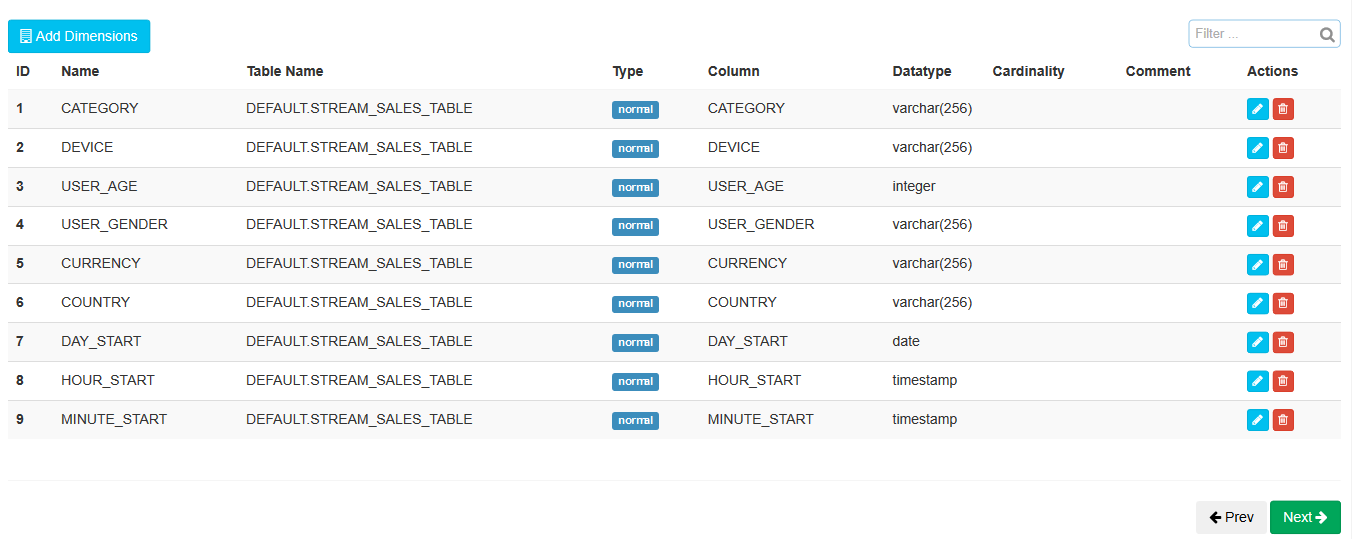 Add Dimensions
Filter ...
ID Name Table Name Type Column Datatype Cardinality Comment Actions
1 CATEGORY DEFAULT.STREAM_SALES_TABLE normal CATEGORY varchar(256)
2 DEVICE DEFAULT.STREAM_SALES_TABLE normal DEVICE varchar(256)
3 USER_AGE DEFAULT.STREAM_SALES_TABLE normal USER_AGE integer
4 USER_GENDER DEFAULT.STREAM_SALES_TABLE normal USER_GENDER varchar(256)
5 CURRENCY DEFAULT.STREAM_SALES_TABLE normal CURRENCY varchar(256)
6 COUNTRY DEFAULT.STREAM_SALES_TABLE normal COUNTRY varchar(256)
7 DAY_START DEFAULT.STREAM_SALES_TABLE normal DAY_START date
8 HOUR_START DEFAULT.STREAM_SALES_TABLE normal HOUR_START timestamp
9 MINUTE_START DEFAULT.STREAM_SALES_TABLE normal MINUTE_START timestamp
Prev Next